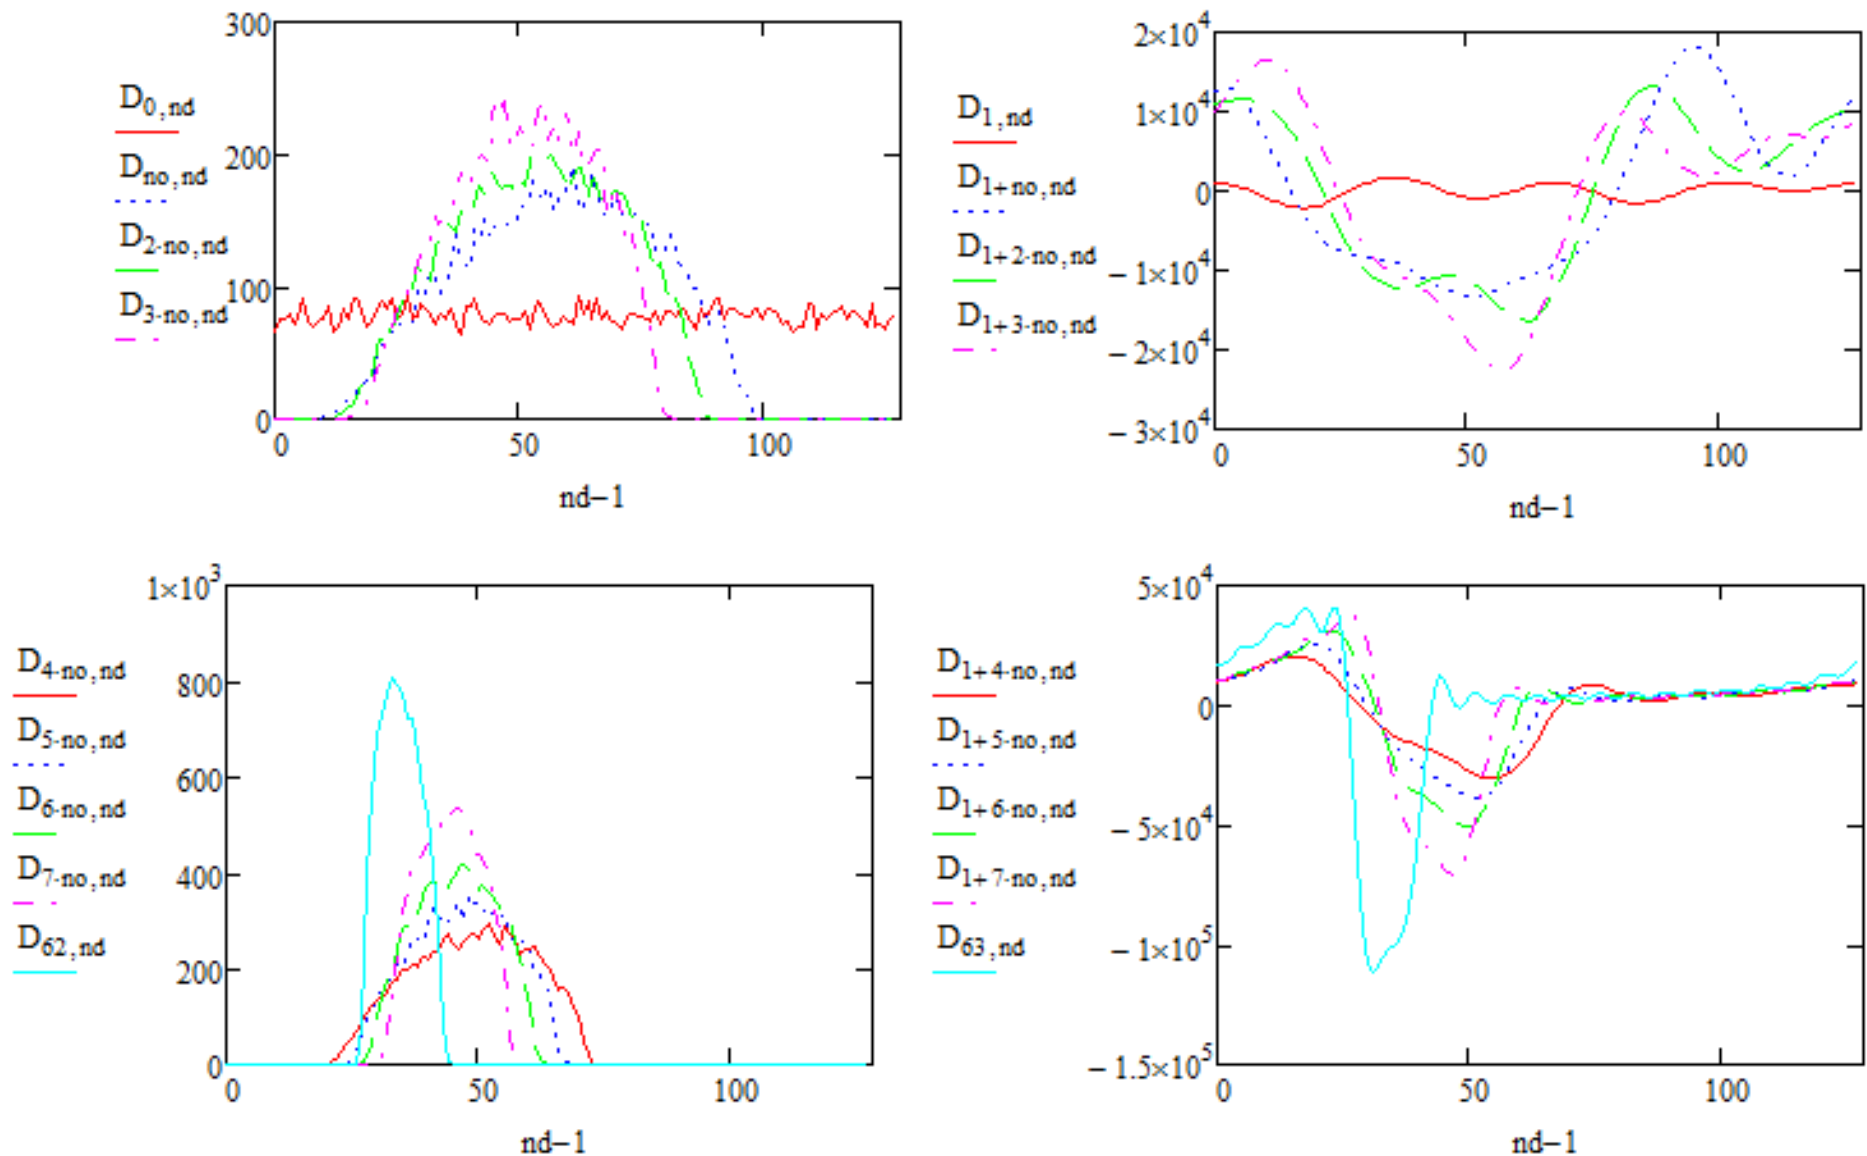 300
200
100
0
0 50 100
nd−1
D0,nd
Dno,nd
D2·no,nd
D3·no,nd
2×10^4
1×10^4
0
−1×10^4
−2×10^4
−3×10^4
0 50 100
nd−1
D1,nd
D1+no,nd
D1+2·no,nd
D1+3·no,nd
1×10^3
800
600
400
200
0
0 50 100
nd−1
D4·no,nd
D5·no,nd
D6·no,nd
D7·no,nd
D62,nd
5×10^4
0
−5×10^4
−1×10^5
−1.5×10^5
0 50 100
nd−1
D1+4·no,nd
D1+5·no,nd
D1+6·no,nd
D1+7·no,nd
D63,nd